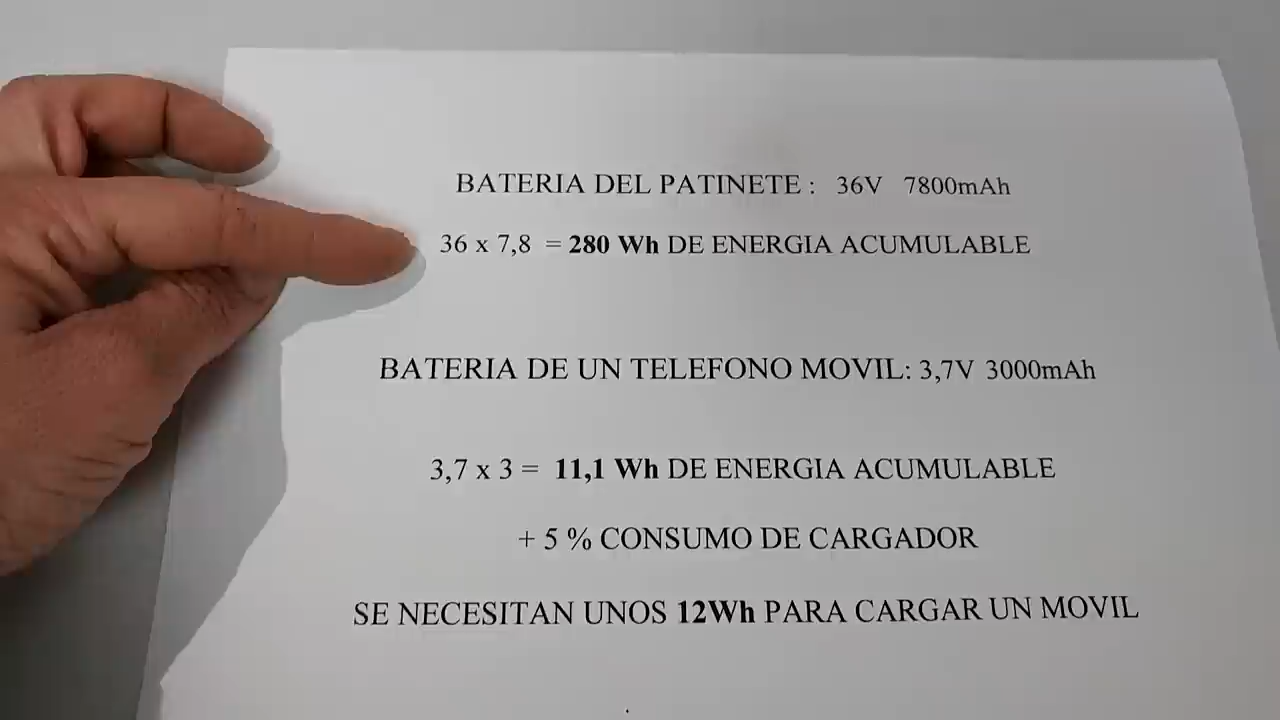 BATERIA DEL PATINETE : 36V 7800mAh
36 x 7,8 = 280 Wh DE ENERGIA ACUMULABLE
BATERIA DE UN TELEFONO MOVIL: 3,7V 3000mAh
3,7 x 3 = 11,1 Wh DE ENERGIA ACUMULABLE
+ 5 % CONSUMO DE CARGADOR
SE NECESITAN UNOS 12Wh PARA CARGAR UN MOVIL